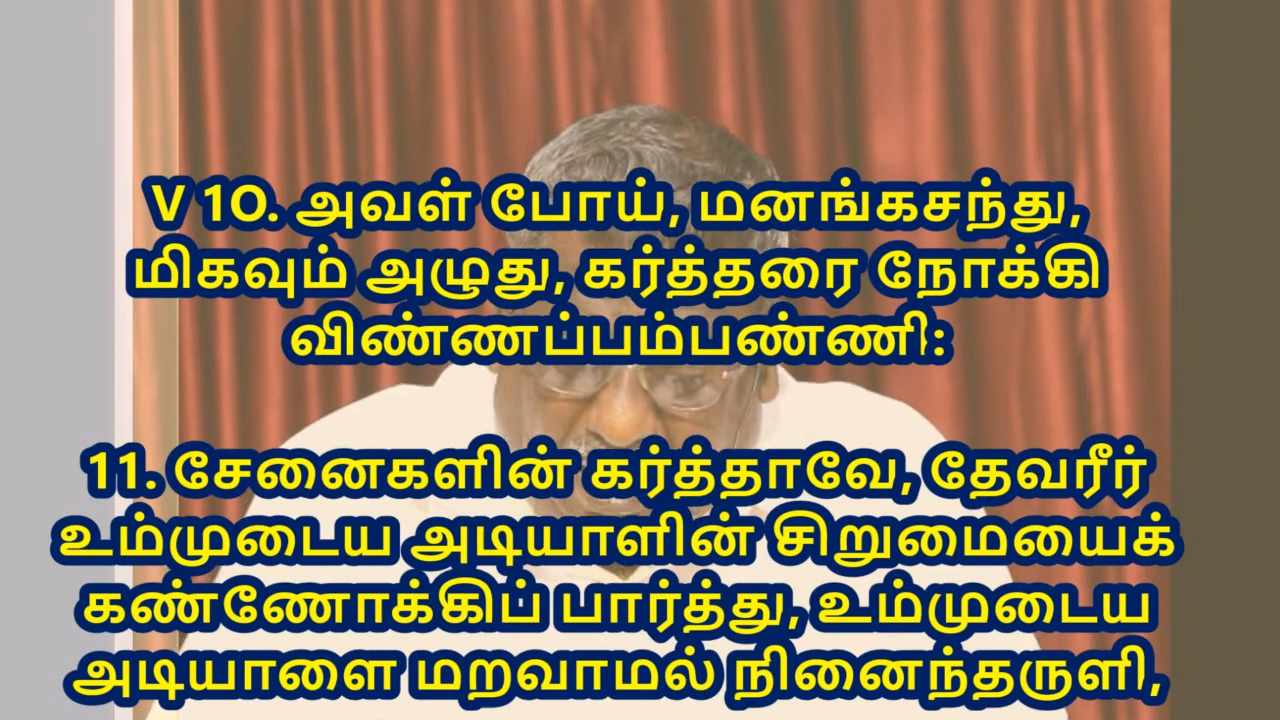 V 10. அவள் போய், மனங்கசந்து,
மிகவும் அழுது, கர்த்தரை நோக்கி
விண்ணப்பம்பண்ணி:
11. சேனைகளின் கர்த்தாவே, தேவரீர்
உம்முடைய அடியாளின் சிறுமையைக்
கண்ணோக்கிப் பார்த்து, உம்முடைய
அடியாளை மறவாமல் நினைந்தருளி,